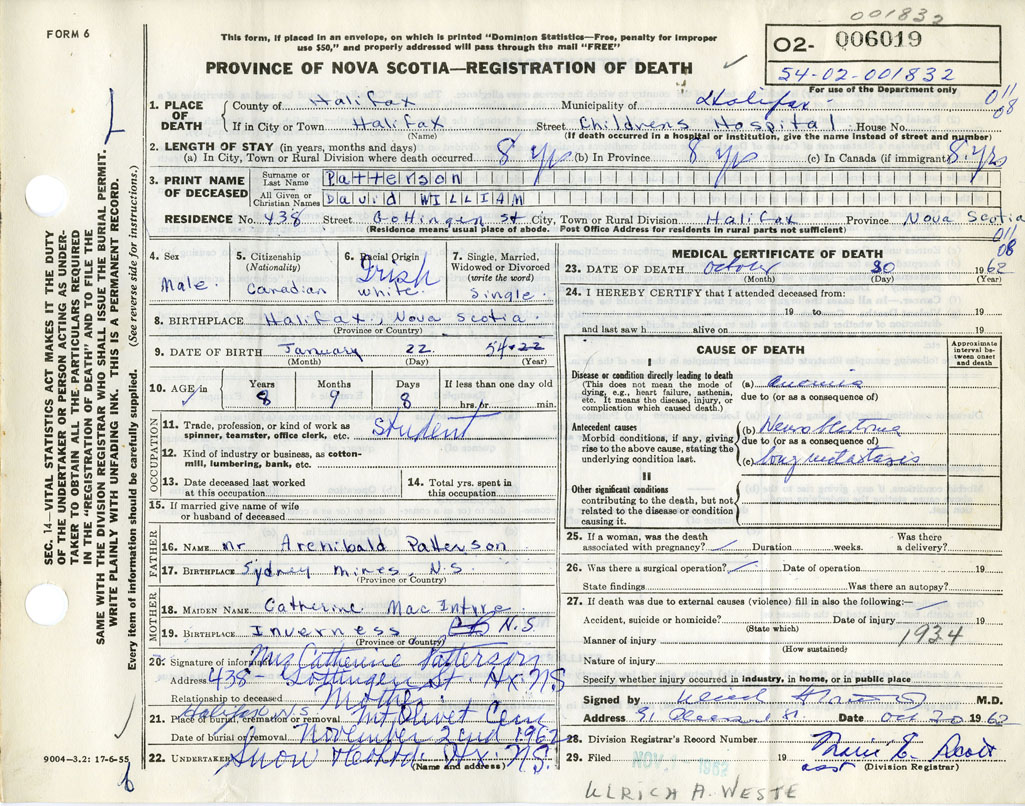 001832
FORM 6
This form, if placed in an envelope, on which is printed "Dominion Statistics—Free, penalty for improper
use $50," and properly addressed will pass through the mail "FREE"
PROVINCE OF NOVA SCOTIA—REGISTRATION OF DEATH
02- 006019
54-02-001832
For use of the Department only
011
08
SEC. 14—VITAL STATISTICS ACT MAKES IT THE DUTY
OF THE UNDERTAKER OR PERSON ACTING AS UNDER-
TAKER TO OBTAIN ALL THE PARTICULARS REQUIRED
IN THE "REGISTRATION OF DEATH" AND TO FILE THE
SAME WITH THE DIVISION REGISTRAR WHO SHALL ISSUE THE BURIAL PERMIT.
WRITE PLAINLY WITH UNFADING INK. THIS IS A PERMANENT RECORD.
Every item of information should be carefully supplied. (See reverse side for instructions.)
1. PLACE OF DEATH County of Halifax Municipality of Halifax
If in City or Town Halifax Street Childrens Hospital House No.
(Name) (If death occurred in a hospital or institution, give the name instead of street and number)
2. LENGTH OF STAY (in years, months and days)
(a) In City, Town or Rural Division where death occurred 8 yrs (b) In Province 8 yrs (c) In Canada (if immigrant) 8 yrs
3. PRINT NAME OF DECEASED Surname or Last Name Patterson
All Given or Christian Names David WILLIAM
RESIDENCE No. 438 Street Gottingen St City, Town or Rural Division Halifax Province Nova Scotia
(Residence means usual place of abode. Post Office Address for residents in rural parts not sufficient)
011
08
4. Sex Male
5. Citizenship (Nationality) Canadian
6. Racial Origin Irish White
7. Single, Married, Widowed or Divorced (write the word) Single
8. BIRTHPLACE Halifax, Nova Scotia
(Province or Country)
9. DATE OF BIRTH January 22 54
(Month) (Day) (Year)
10. AGE in Years Months Days If less than one day old
8 9 8 hrs. or min.
OCCUPATION
11. Trade, profession, or kind of work as spinner, teamster, office clerk, etc. Student
12. Kind of industry or business, as cotton-mill, lumbering, bank, etc.
13. Date deceased last worked at this occupation
14. Total yrs. spent in this occupation
15. If married give name of wife or husband of deceased
FATHER
16. NAME Mr Archibald Patterson
17. BIRTHPLACE Sydney Mines, N.S.
(Province or Country)
MOTHER
18. MAIDEN NAME Catherine MacIntyre
19. BIRTHPLACE Inverness N.S.
(Province or Country)
20. Signature of informant Mrs Catherine Patterson
Address 438 - Gottingen St. Hx. NS
Relationship to deceased Mother
21. Place of burial, cremation or removal Halifax N.S Mt Olivet Cem
Date of burial or removal November 2nd 1962
22. UNDERTAKER Snow Hx. NS.
(Name and address)
9004—3.2: 17-6-55
MEDICAL CERTIFICATE OF DEATH
23. DATE OF DEATH October 30 1962
(Month) (Day) (Year)
24. I HEREBY CERTIFY that I attended deceased from:
19 to 19
and last saw h alive on 19
CAUSE OF DEATH
Approximate interval between onset and death
I
Disease or condition directly leading to death
(This does not mean the mode of dying, e.g., heart failure, asthenia, etc. It means the disease, injury, or complication which caused death.)
(a) anemia
due to (or as a consequence of)
Antecedent causes
Morbid conditions, if any, giving rise to the above cause, stating the underlying condition last.
(b)
due to (or as a consequence of)
(c) bony metastasis
II
Other significant conditions
contributing to the death, but not related to the disease or condition causing it.
25. If a woman, was the death associated with pregnancy? Duration weeks. Was there a delivery?
26. Was there a surgical operation? Date of operation 19
State findings Was there an autopsy?
27. If death was due to external causes (violence) fill in also the following:—
Accident, suicide or homicide? Date of injury 19
(State which)
Manner of injury 1934
(How sustained)
Nature of injury
Specify whether injury occurred in industry, in home, or in public place
Signed by M.D.
Address St. Date Oct 30 1962
28. Division Registrar's Record Number
29. Filed NOV 1 - 1962 19 Marie E Scott
asst (Division Registrar)
ULRICH A. WESTE